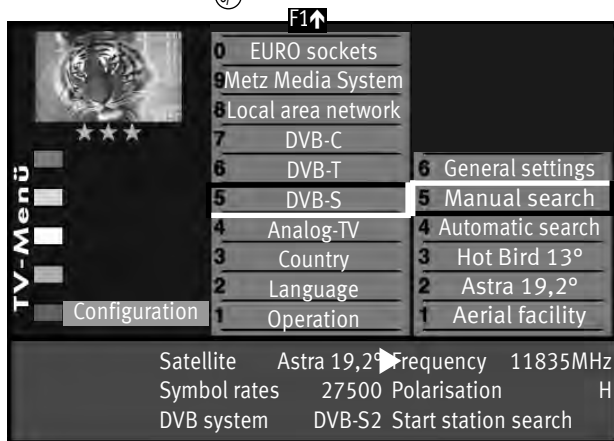 F1↑
0 EURO sockets
9 Metz Media System
8 Local area network
7 DVB-C
6 DVB-T
5 DVB-S
4 Analog-TV
3 Country
2 Language
1 Operation
6 General settings
5 Manual search
4 Automatic search
3 Hot Bird 13°
2 Astra 19,2°
1 Aerial facility
TV-Menü
Configuration
Satellite Astra 19,2° Frequency 11835MHz
Symbol rates 27500 Polarisation H
DVB system DVB-S2 Start station search